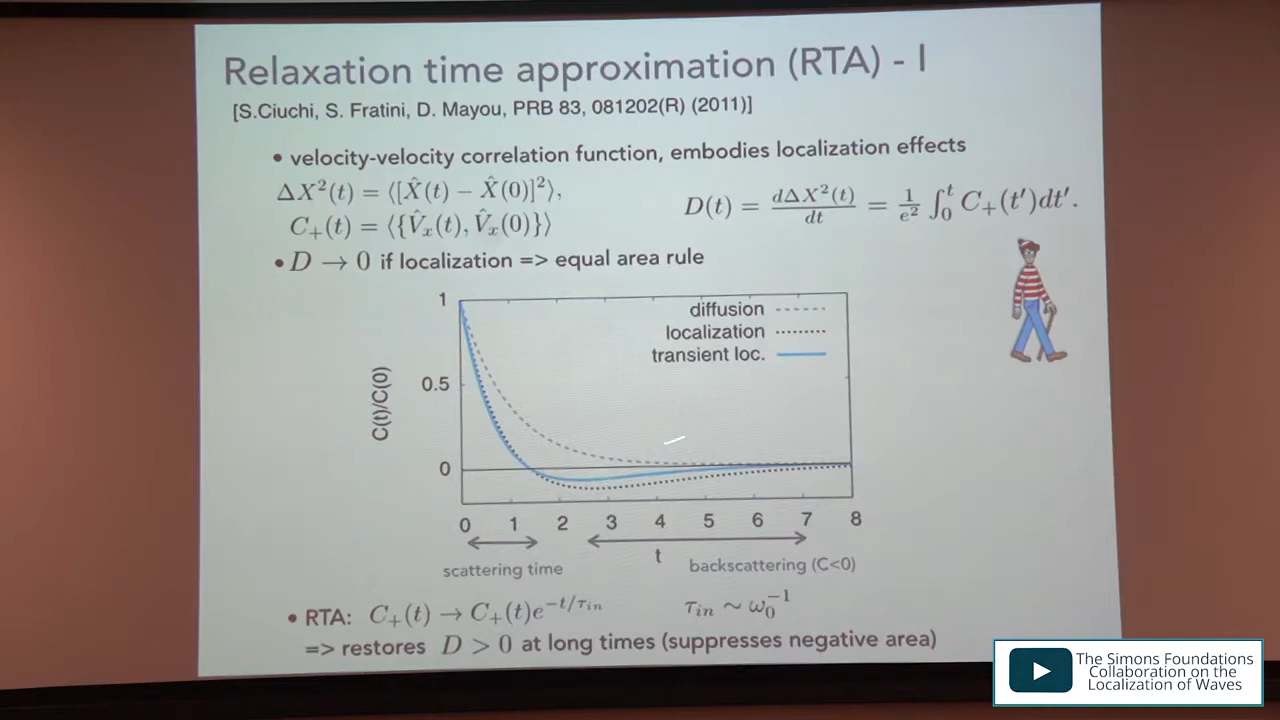 Relaxation time approximation (RTA) - I
[S.Ciuchi, S. Fratini, D. Mayou, PRB 83, 081202(R) (2011)]
• velocity-velocity correlation function, embodies localization effects
ΔX²(t) = ⟨[X̂(t) − X̂(0)]²⟩,
C₊(t) = ⟨{V̂ₓ(t), V̂ₓ(0)}⟩
D(t) = dΔX²(t)/dt = 1/e² ∫₀ᵗ C₊(t′)dt′.
• D → 0 if localization => equal area rule
1
0.5
0
C(t)/C(0)
diffusion
localization
transient loc.
0 1 2 3 4 5 6 7 8
t
scattering time
backscattering (C<0)
• RTA: C₊(t) → C₊(t)e^{−t/τ_in} τ_in ~ ω₀⁻¹
=> restores D > 0 at long times (suppresses negative area)
The Simons Foundations
Collaboration on the
Localization of Waves